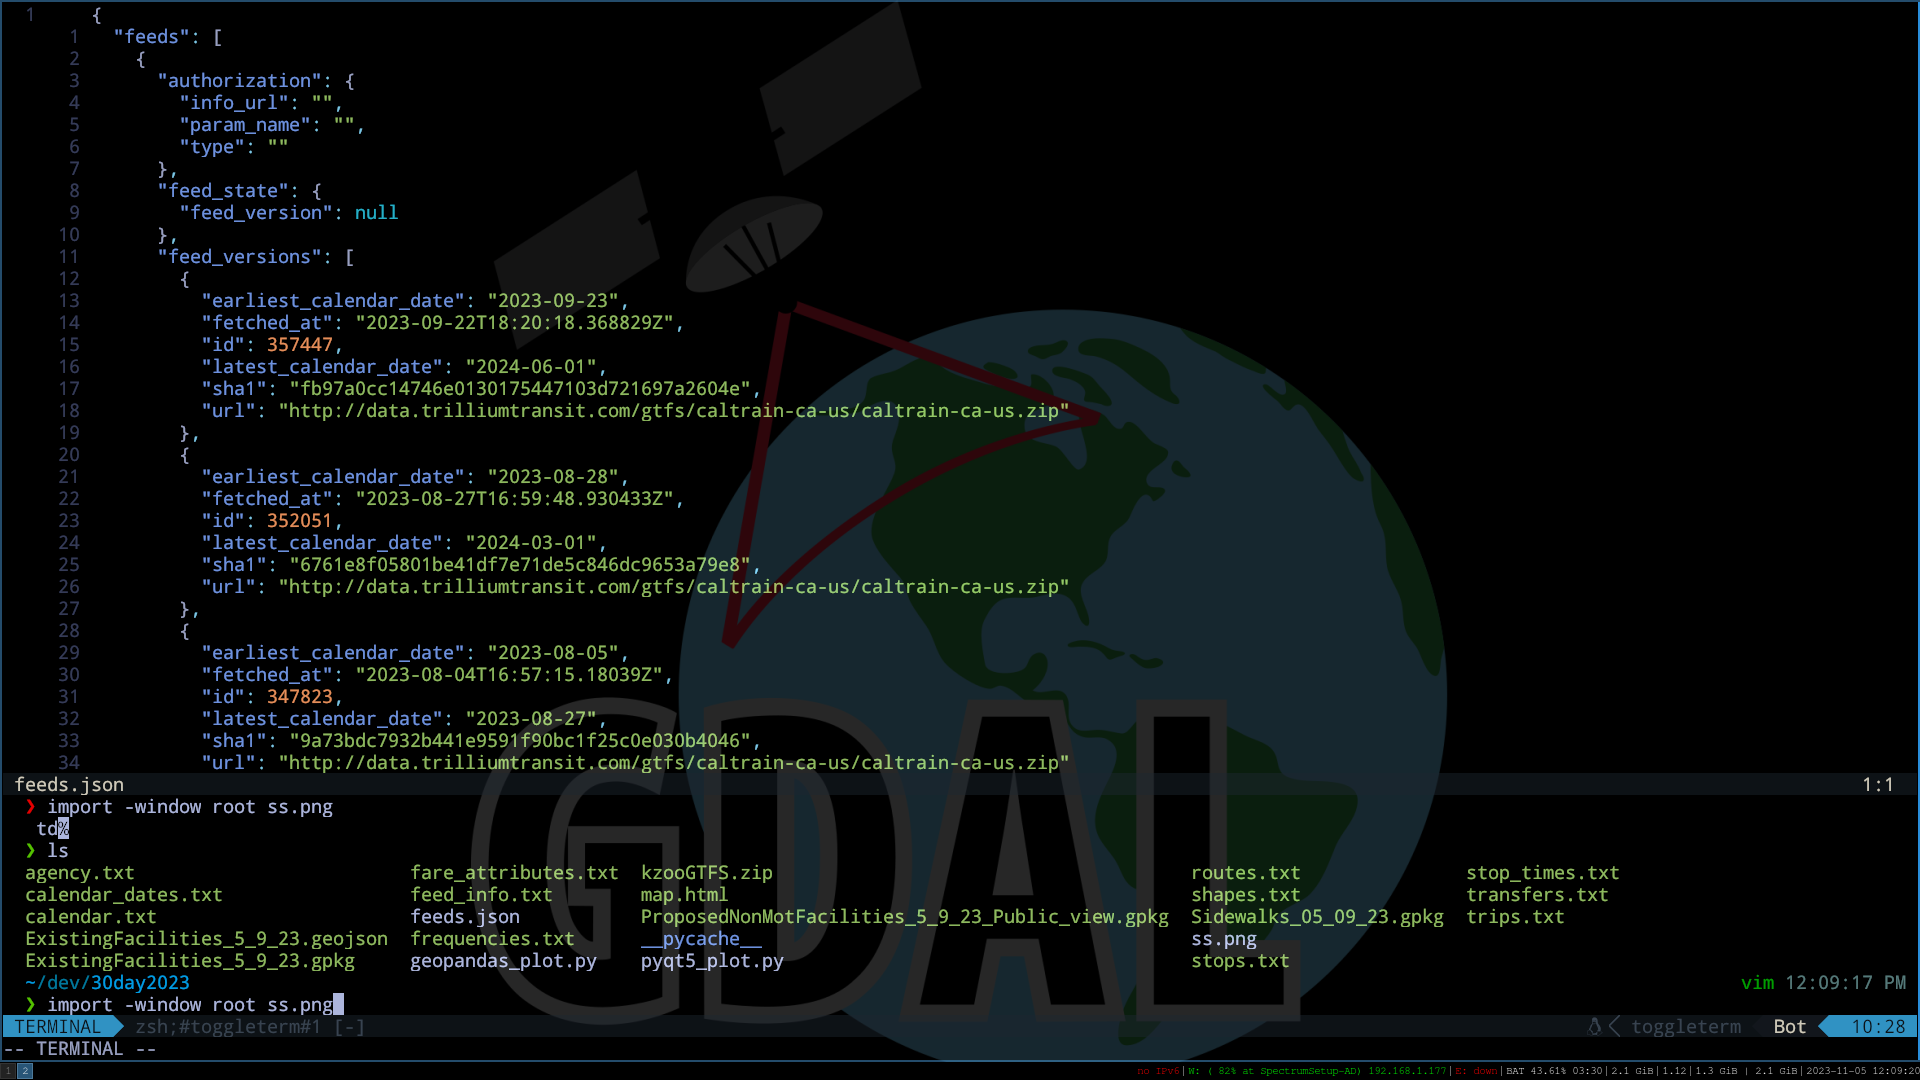 1 {
1 "feeds": [
2 {
3 "authorization": {
4 "info_url": "",
5 "param_name": "",
6 "type": ""
7 },
8 "feed_state": {
9 "feed_version": null
10 },
11 "feed_versions": [
12 {
13 "earliest_calendar_date": "2023-09-23",
14 "fetched_at": "2023-09-22T18:20:18.368829Z",
15 "id": 357447,
16 "latest_calendar_date": "2024-06-01",
17 "sha1": "fb97a0cc14746e0130175447103d721697a2604e",
18 "url": "http://data.trilliumtransit.com/gtfs/caltrain-ca-us/caltrain-ca-us.zip"
19 },
20 {
21 "earliest_calendar_date": "2023-08-28",
22 "fetched_at": "2023-08-27T16:59:48.930433Z",
23 "id": 352051,
24 "latest_calendar_date": "2024-03-01",
25 "sha1": "6761e8f05801be41df7e71de5c846dc9653a79e8",
26 "url": "http://data.trilliumtransit.com/gtfs/caltrain-ca-us/caltrain-ca-us.zip"
27 },
28 {
29 "earliest_calendar_date": "2023-08-05",
30 "fetched_at": "2023-08-04T16:57:15.18039Z",
31 "id": 347823,
32 "latest_calendar_date": "2023-08-27",
33 "sha1": "9a73bdc7932b441e9591f90bc1f25c0e030b4046",
34 "url": "http://data.trilliumtransit.com/gtfs/caltrain-ca-us/caltrain-ca-us.zip"
GDAL
feeds.json 1:1
❯ import -window root ss.png
td%
❯ ls
agency.txt fare_attributes.txt kzooGTFS.zip routes.txt stop_times.txt
calendar_dates.txt feed_info.txt map.html shapes.txt transfers.txt
calendar.txt feeds.json ProposedNonMotFacilities_5_9_23_Public_view.gpkg Sidewalks_05_09_23.gpkg trips.txt
ExistingFacilities_5_9_23.geojson frequencies.txt __pycache__ ss.png
ExistingFacilities_5_9_23.gpkg geopandas_plot.py pyqt5_plot.py stops.txt
~/dev/30day2023 vim 12:09:17 PM
❯ import -window root ss.png
TERMINAL zsh;#toggleterm#1 [-] toggleterm Bot 10:28
-- TERMINAL --
1 2 no IPv6|W: ( 82% at SpectrumSetup-AD) 192.168.1.177|E: down|BAT 43.61% 03:30|2.1 GiB|1.12|1.3 GiB | 2.1 GiB|2023-11-05 12:09:20